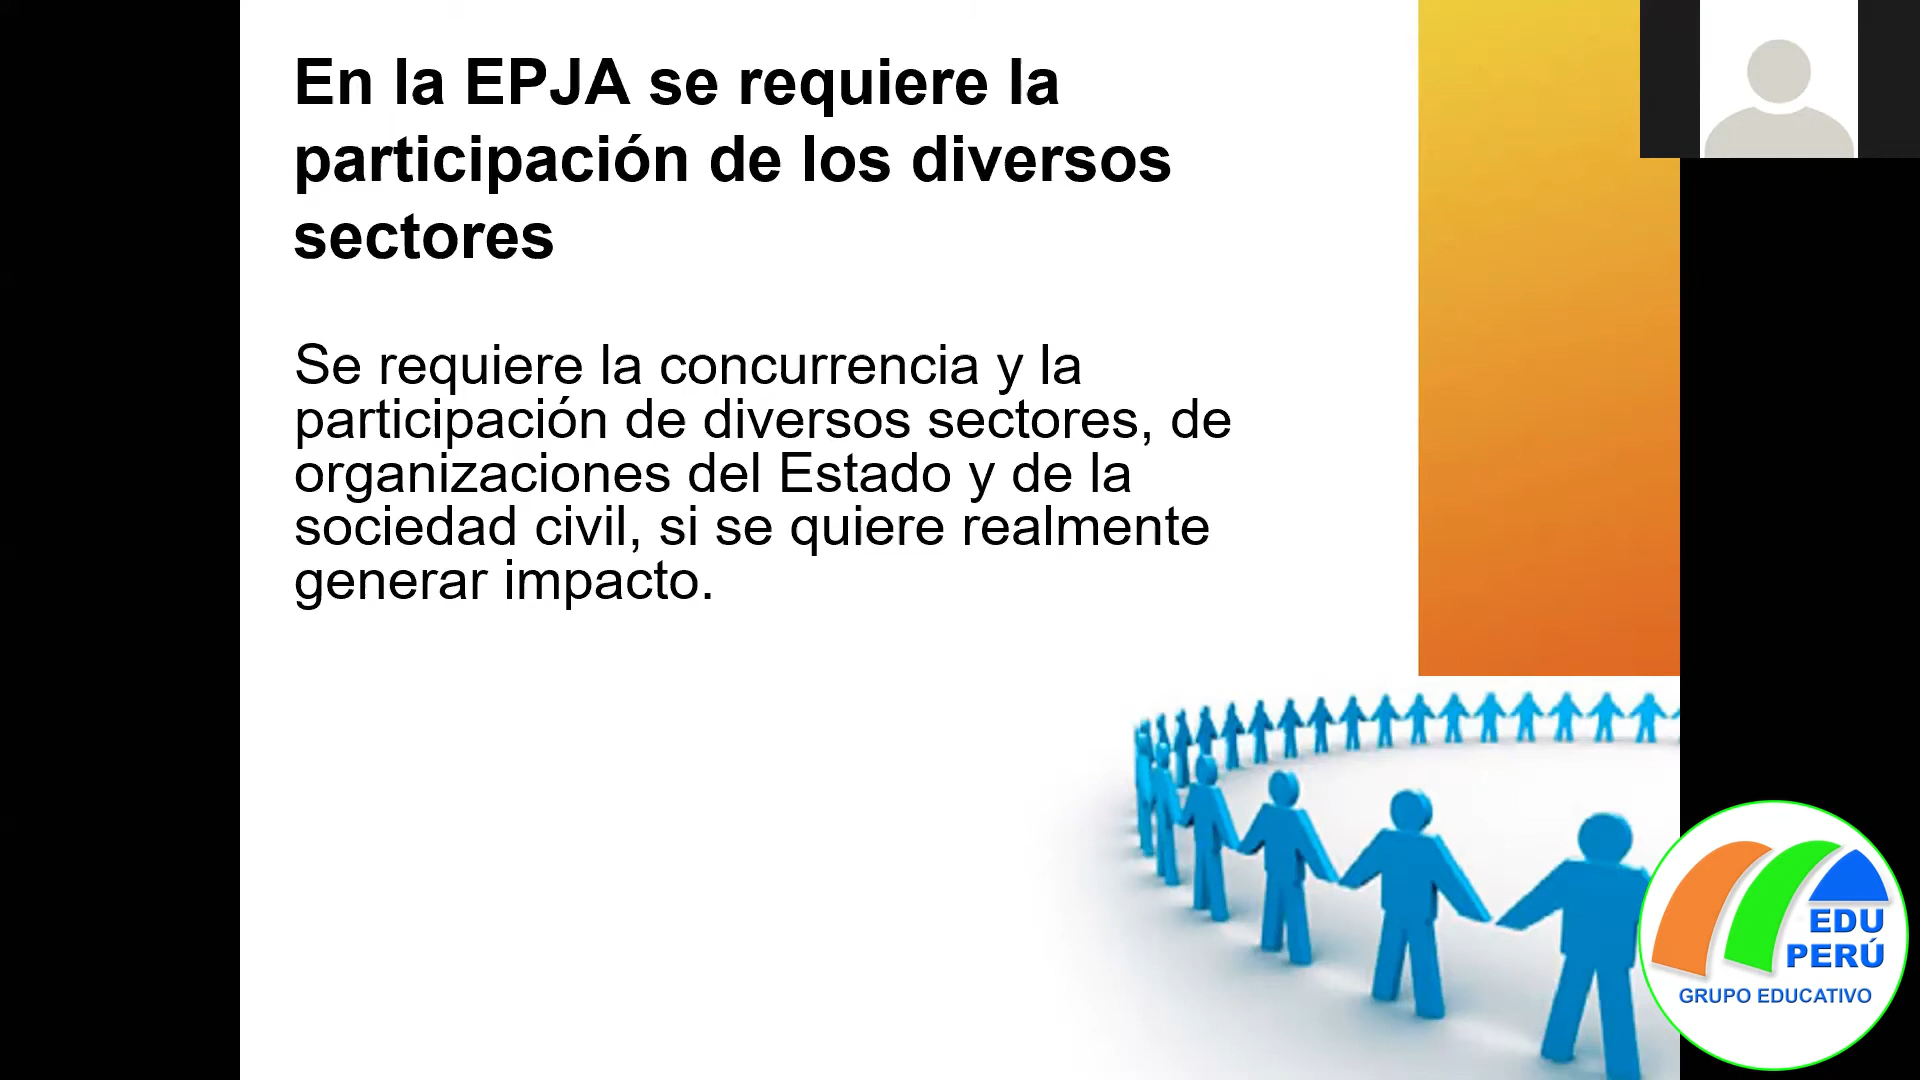 En la EPJA se requiere la
participación de los diversos
sectores
Se requiere la concurrencia y la
participación de diversos sectores, de
organizaciones del Estado y de la
sociedad civil, si se quiere realmente
generar impacto.
EDU
PERÚ
GRUPO EDUCATIVO